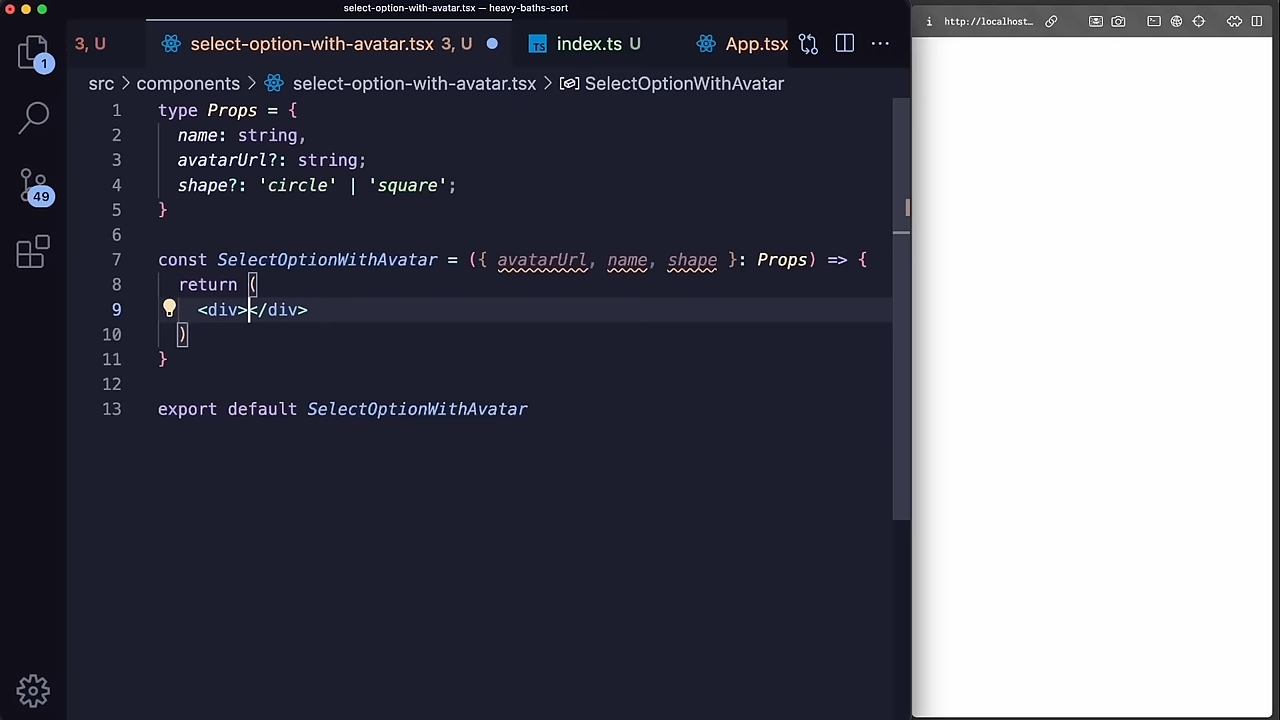 select-option-with-avatar.tsx — heavy-baths-sort
http://localhost...
3, U
select-option-with-avatar.tsx 3, U
TS index.ts U
App.tsx
1
src > components > select-option-with-avatar.tsx > SelectOptionWithAvatar
1 type Props = {
2 name: string,
3 avatarUrl?: string;
4 shape?: 'circle' | 'square';
5 }
6
7 const SelectOptionWithAvatar = ({ avatarUrl, name, shape }: Props) => {
8 return (
9 <div></div>
10 )
11 }
12
13 export default SelectOptionWithAvatar
49